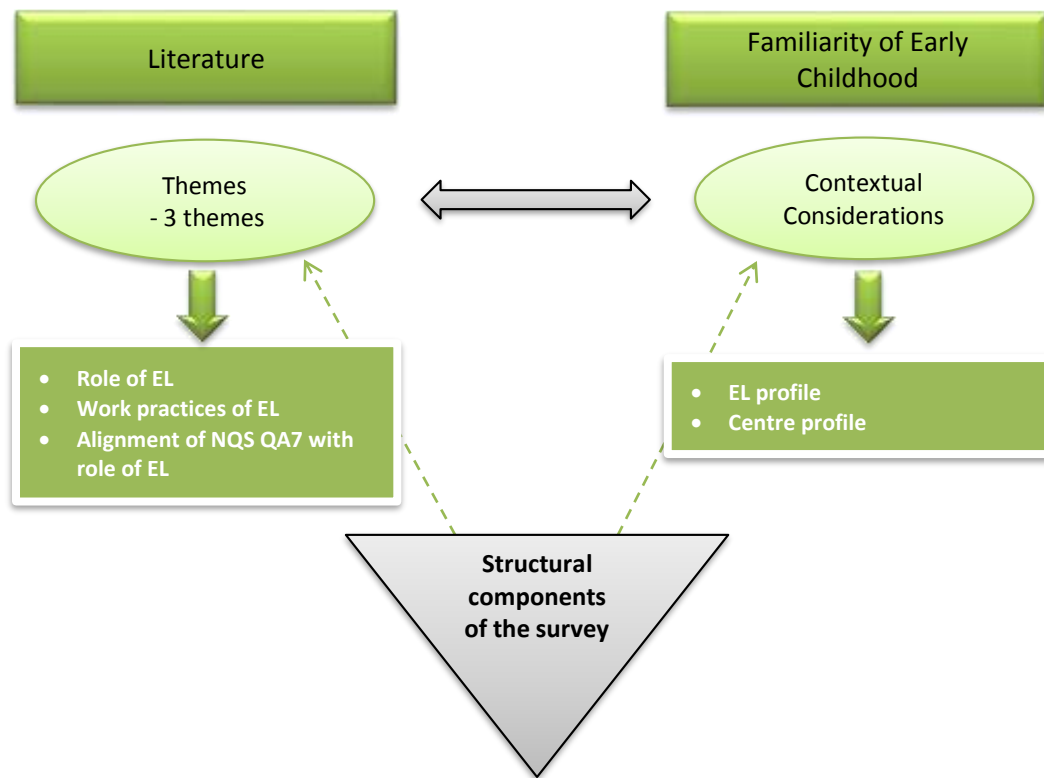 Literature
Familiarity of Early
Childhood
Themes
- 3 themes
Contextual
Considerations
• Role of EL
• Work practices of EL
• Alignment of NQS QA7 with
role of EL
• EL profile
• Centre profile
Structural
components
of the survey